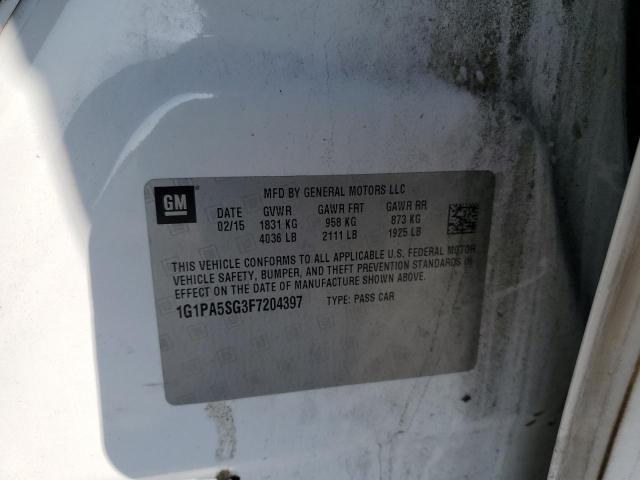 GM
MFD BY GENERAL MOTORS LLC
DATE GVWR GAWR FRT GAWR RR
02/15 1831 KG 958 KG 873 KG
4036 LB 2111 LB 1925 LB
THIS VEHICLE CONFORMS TO ALL APPLICABLE U.S. FEDERAL MOTOR
VEHICLE SAFETY, BUMPER, AND THEFT PREVENTION STANDARDS IN
EFFECT ON THE DATE OF MANUFACTURE SHOWN ABOVE.
1G1PA5SG3F7204397 TYPE: PASS CAR